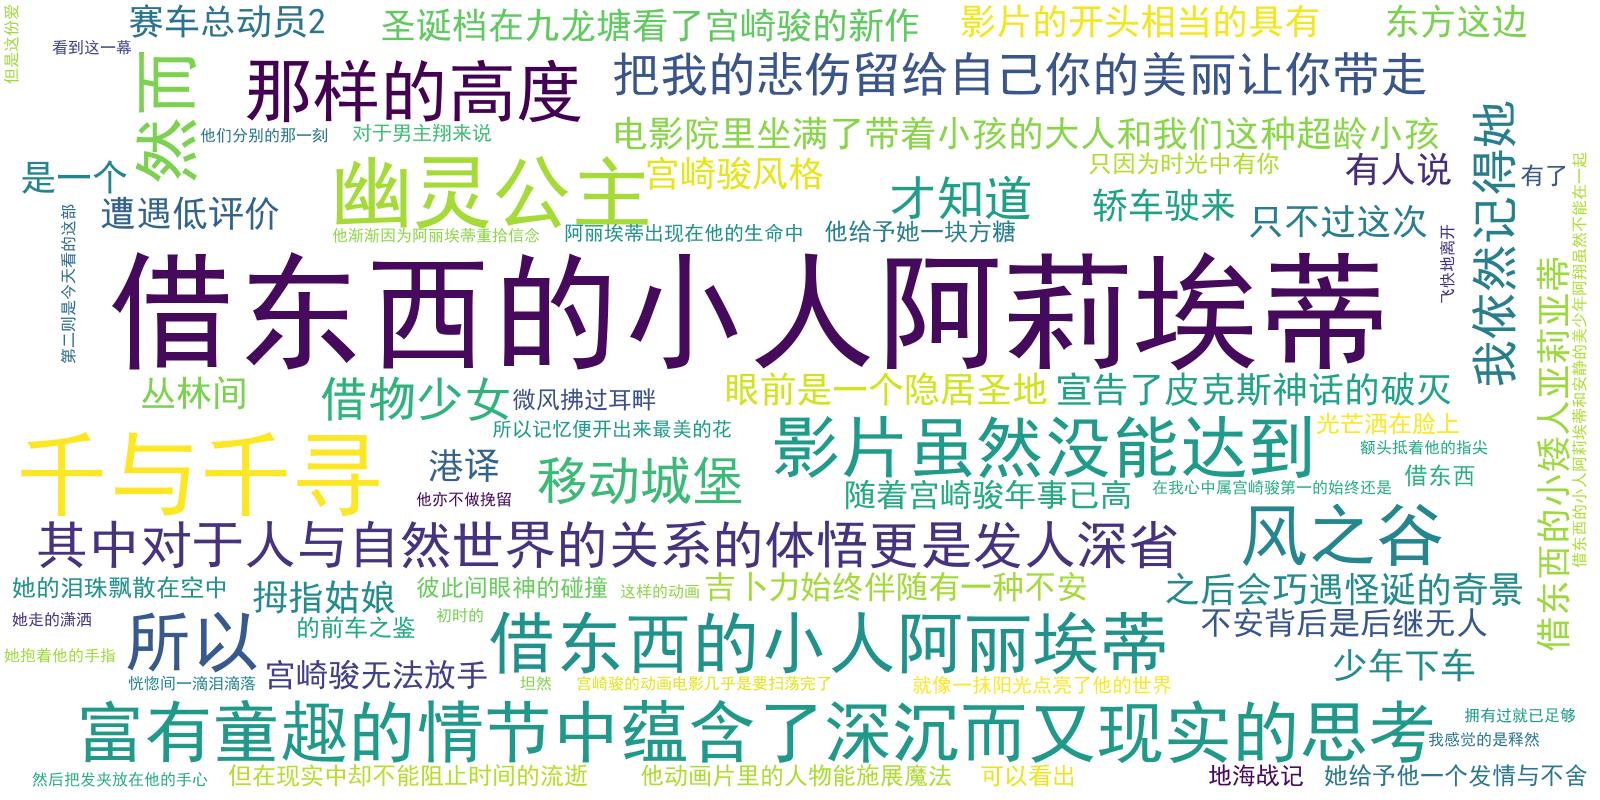 但是这份爱
赛车总动员2
圣诞档在九龙塘看了宫崎骏的新作
影片的开头相当的具有
东方这边
看到这一幕
然而
那样的高度
把我的悲伤留给自己你的美丽让你带走
他们分别的那一刻
对于男主翔来说
电影院里坐满了带着小孩的大人和我们这种超龄小孩
我依然记得她
是一个
幽灵公主
宫崎骏风格
才知道
只因为时光中有你
有人说
有了
遭遇低评价
轿车驶来
只不过这次
他渐渐因为阿丽埃蒂重拾信念
阿丽埃蒂出现在他的生命中
他给予她一块方糖
飞快地离开
第二则是今天看的这部
借东西的小人阿莉埃蒂
借东西的小矮人亚莉亚蒂
借东西的小人阿莉埃蒂和安静的美少年阿翔虽然不能在一起
丛林间
借物少女
微风拂过耳畔
眼前是一个隐居圣地
宣告了皮克斯神话的破灭
所以记忆便开出来最美的花
影片虽然没能达到
光芒洒在脸上
千与千寻
港译
移动城堡
额头抵着他的指尖
借东西
他亦不做挽留
随着宫崎骏年事已高
在我心中属宫崎骏第一的始终还是
其中对于人与自然世界的关系的体悟更是发人深省
风之谷
她的泪珠飘散在空中
拇指姑娘
彼此间眼神的碰撞
这样的动画
吉卜力始终伴随有一种不安
之后会巧遇怪诞的奇景
她走的潇洒
所以
的前车之鉴
初时的
借东西的小人阿丽埃蒂
不安背后是后继无人
她抱着他的手指
少年下车
恍惚间一滴泪滴落
宫崎骏无法放手
坦然
宫崎骏的动画电影几乎是要扫荡完了
就像一抹阳光点亮了他的世界
富有童趣的情节中蕴含了深沉而又现实的思考
拥有过就已足够
我感觉的是释然
然后把发夹放在他的手心
但在现实中却不能阻止时间的流逝
他动画片里的人物能施展魔法
可以看出
地海战记
她给予他一个发情与不舍